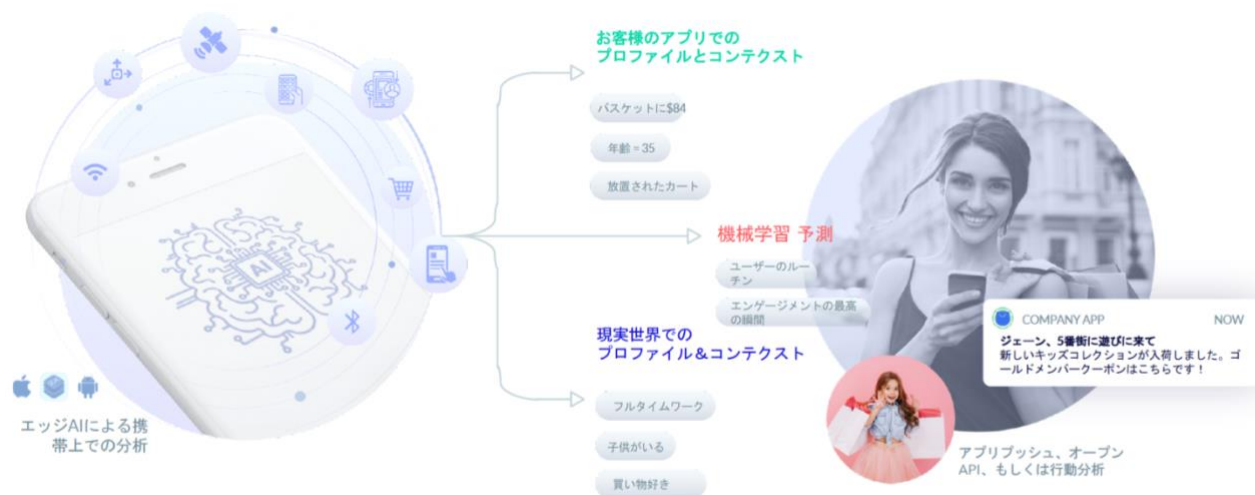 お客様のアプリでの
プロファイルとコンテクスト
バスケットに$84
年齢 = 35
放置されたカート
機械学習 予測
ユーザーのルー
チン
エンゲージメントの最高
の瞬間
現実世界での
プロファイル＆コンテクスト
フルタイムワーク
子供がいる
買い物好き
AI
エッジAIによる携
帯上での分析
COMPANY APP
NOW
ジェーン、5番街に遊びに来て
新しいキッズコレクションが入荷しました。ゴ
ールドメンバークーポンはこちらです！
アプリプッシュ、オープン
API、もしくは行動分析